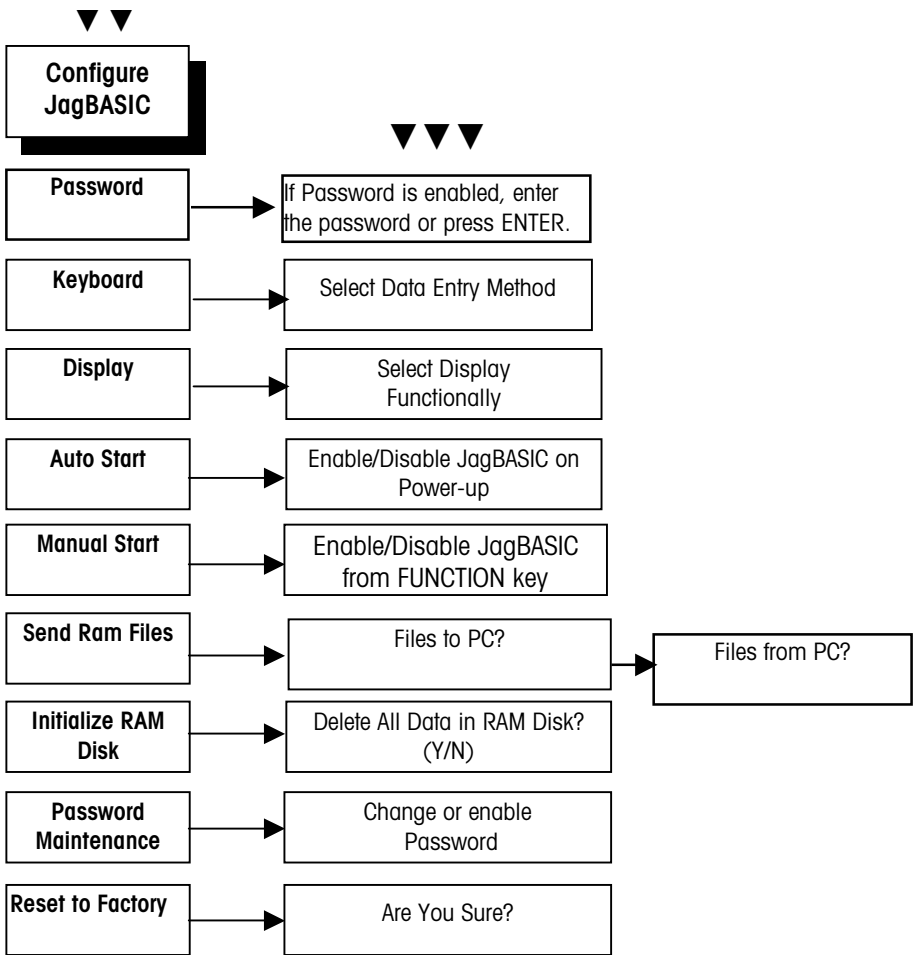 Configure
JagBASIC
Password
If Password is enabled, enter
the password or press ENTER.
Keyboard
Select Data Entry Method
Display
Select Display
Functionally
Auto Start
Enable/Disable JagBASIC on
Power-up
Manual Start
Enable/Disable JagBASIC
from FUNCTION key
Send Ram Files
Files to PC?
Files from PC?
Initialize RAM
Disk
Delete All Data in RAM Disk?
(Y/N)
Password
Maintenance
Change or enable
Password
Reset to Factory
Are You Sure?